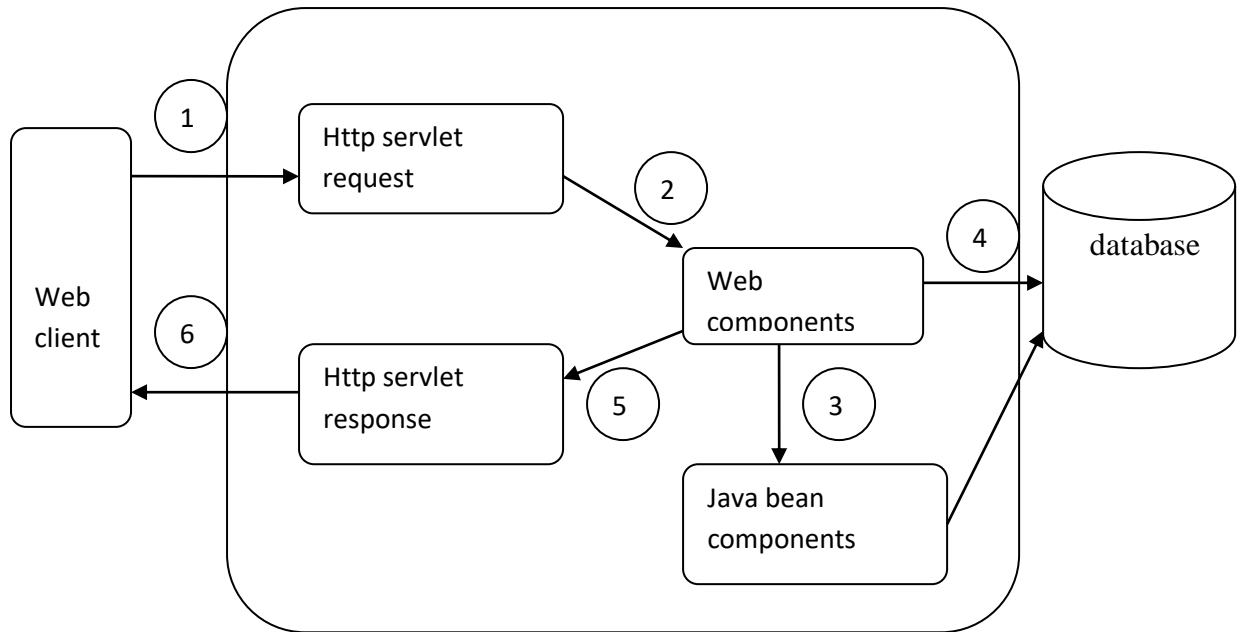 1
Http servlet
request
2
4
database
Web
client
Web
components
6
Http servlet
response
5
3
Java bean
components